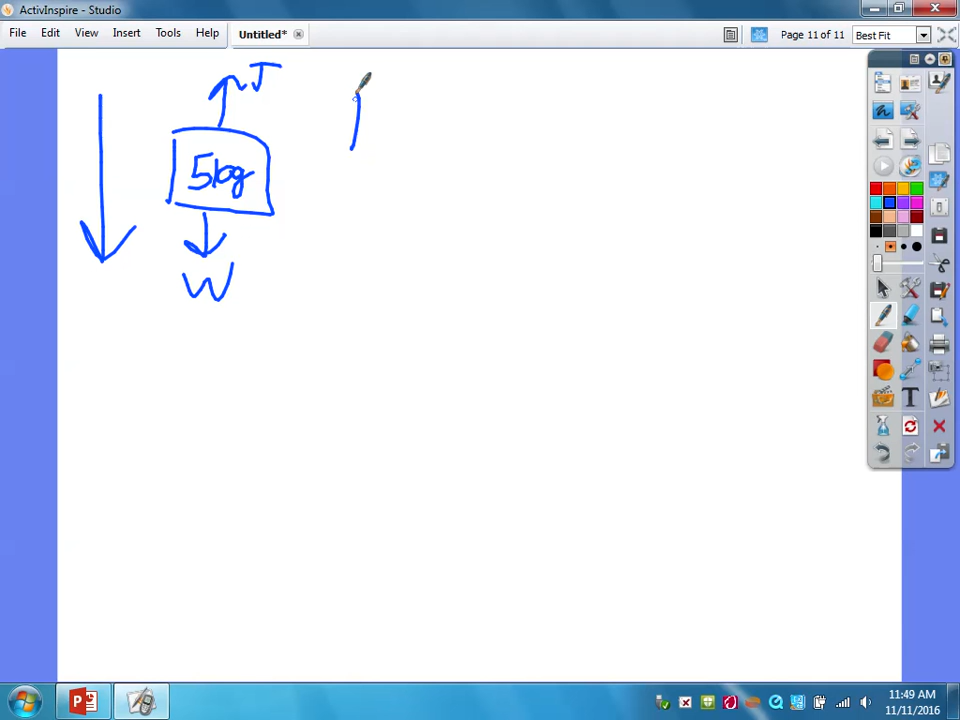 ActivInspire - Studio
File Edit View Insert Tools Help Untitled* Page 11 of 11 Best Fit
T
5kg
W
11:49 AM
11/11/2016